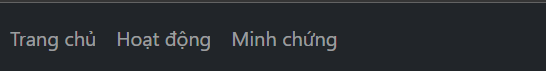 Trang chủ Hoạt động Minh chứng